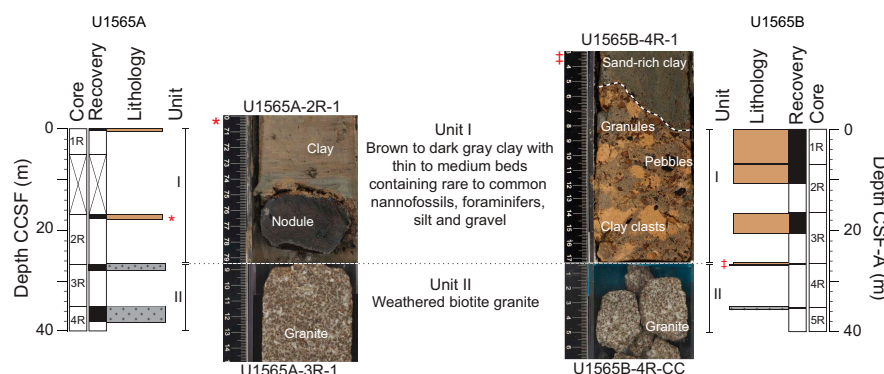 U1565A
U1565B
U1565B-4R-1
Core
Recovery
Lithology
Unit
U1565A-2R-1
‡
Sand-rich clay
Unit
Lithology
Recovery
Core
0
1R
I
20
2R
3R
II
4R
40
Depth CCSF (m)
*
*
Clay
Nodule
Granite
U1565A-3R-1
Unit I
Brown to dark gray clay with
thin to medium beds
containing rare to common
nannofossils, foraminifers,
silt and gravel
Unit II
Weathered biotite granite
Granules
Pebbles
Clay clasts
Granite
U1565B-4R-CC
I
‡
II
1R
2R
3R
4R
5R
0
20
40
Depth CSF-A (m)